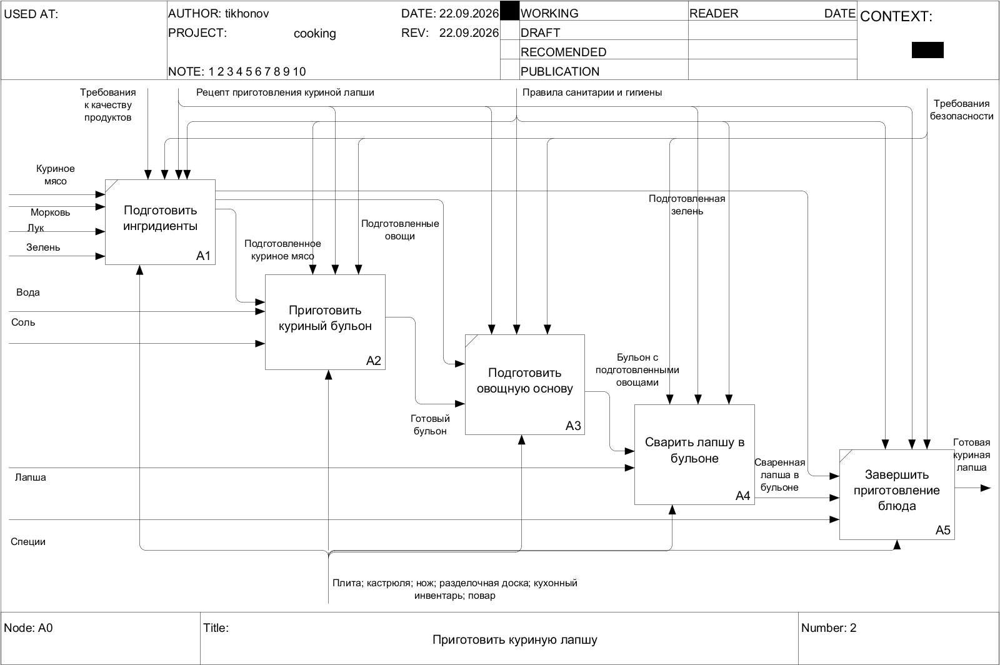 USED AT:
AUTHOR: tikhonov
DATE: 22.09.2026
PROJECT:
cooking
REV: 22.09.2026
NOTE: 1 2 3 4 5 6 7 8 9 10
WORKING
DRAFT
RECOMENDED
PUBLICATION
READER
DATE
CONTEXT:
Требования
к качеству
продуктов
Рецепт приготовления куриной лапши
Правила санитарии и гигиены
Требования
безопасности
Куриное
мясо
Морковь
Лук
Зелень
Подготовить
ингридиенты
A1
Подготовленное
куриное мясо
Подготовленные
овощи
Подготовленная
зелень
Вода
Соль
Приготовить
куриный бульон
A2
Готовый
бульон
Подготовить
овощную основу
A3
Бульон с
подготовленными
овощами
Сварить лапшу в
бульоне
A4
Сваренная
лапша в
бульоне
Завершить
приготовление
блюда
A5
Готовая
куриная
лапша
Лапша
Специи
Плита; кастрюля; нож; разделочная доска; кухонный
инвентарь; повар
Node: A0
Title:
Приготовить куриную лапшу
Number: 2